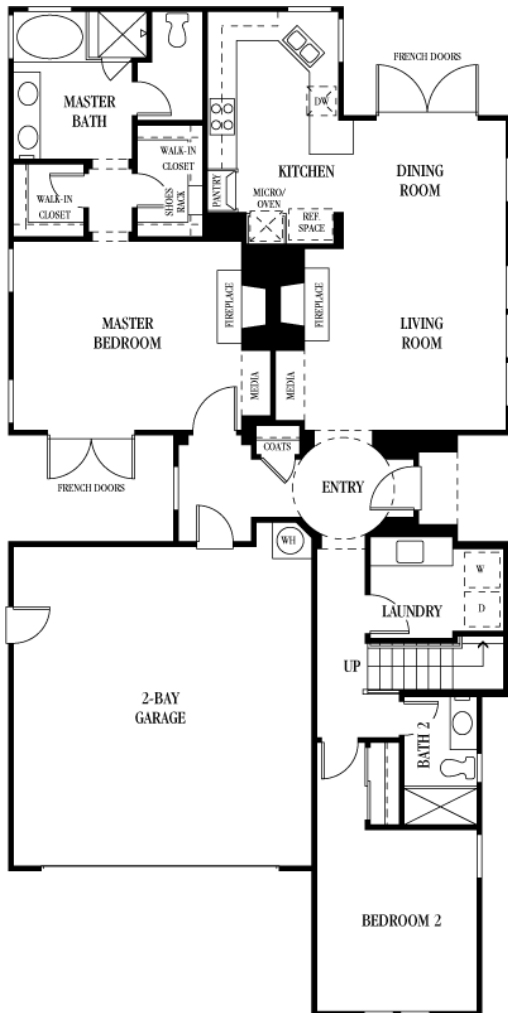 FRENCH DOORS
MASTER
BATH
DW
WALK-IN
CLOSET
KITCHEN
DINING
ROOM
PANTRY
MICRO/
OVEN
WALK-IN
CLOSET
SHOES
RACK
REF.
SPACE
FIREPLACE
FIREPLACE
MASTER
BEDROOM
LIVING
ROOM
MEDIA
MEDIA
COATS
FRENCH DOORS
ENTRY
WH
W
D
LAUNDRY
UP
2-BAY
GARAGE
BATH 2
BEDROOM 2